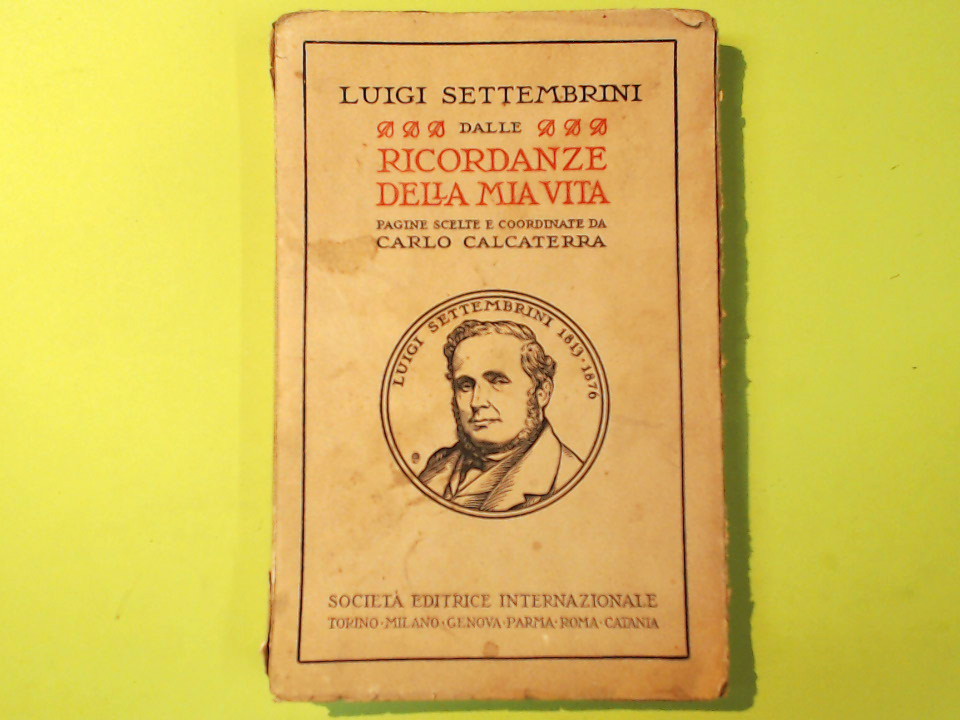 LUIGI SETTEMBRINI
DALLE
RICORDANZE
DELLA MIA VITA
PAGINE SCELTE E COORDINATE DA
CARLO CALCATERRA
LUIGI SETTEMBRINI 1813·1876
SOCIETÀ EDITRICE INTERNAZIONALE
TORINO·MILANO·GENOVA·PARMA·ROMA·CATANIA